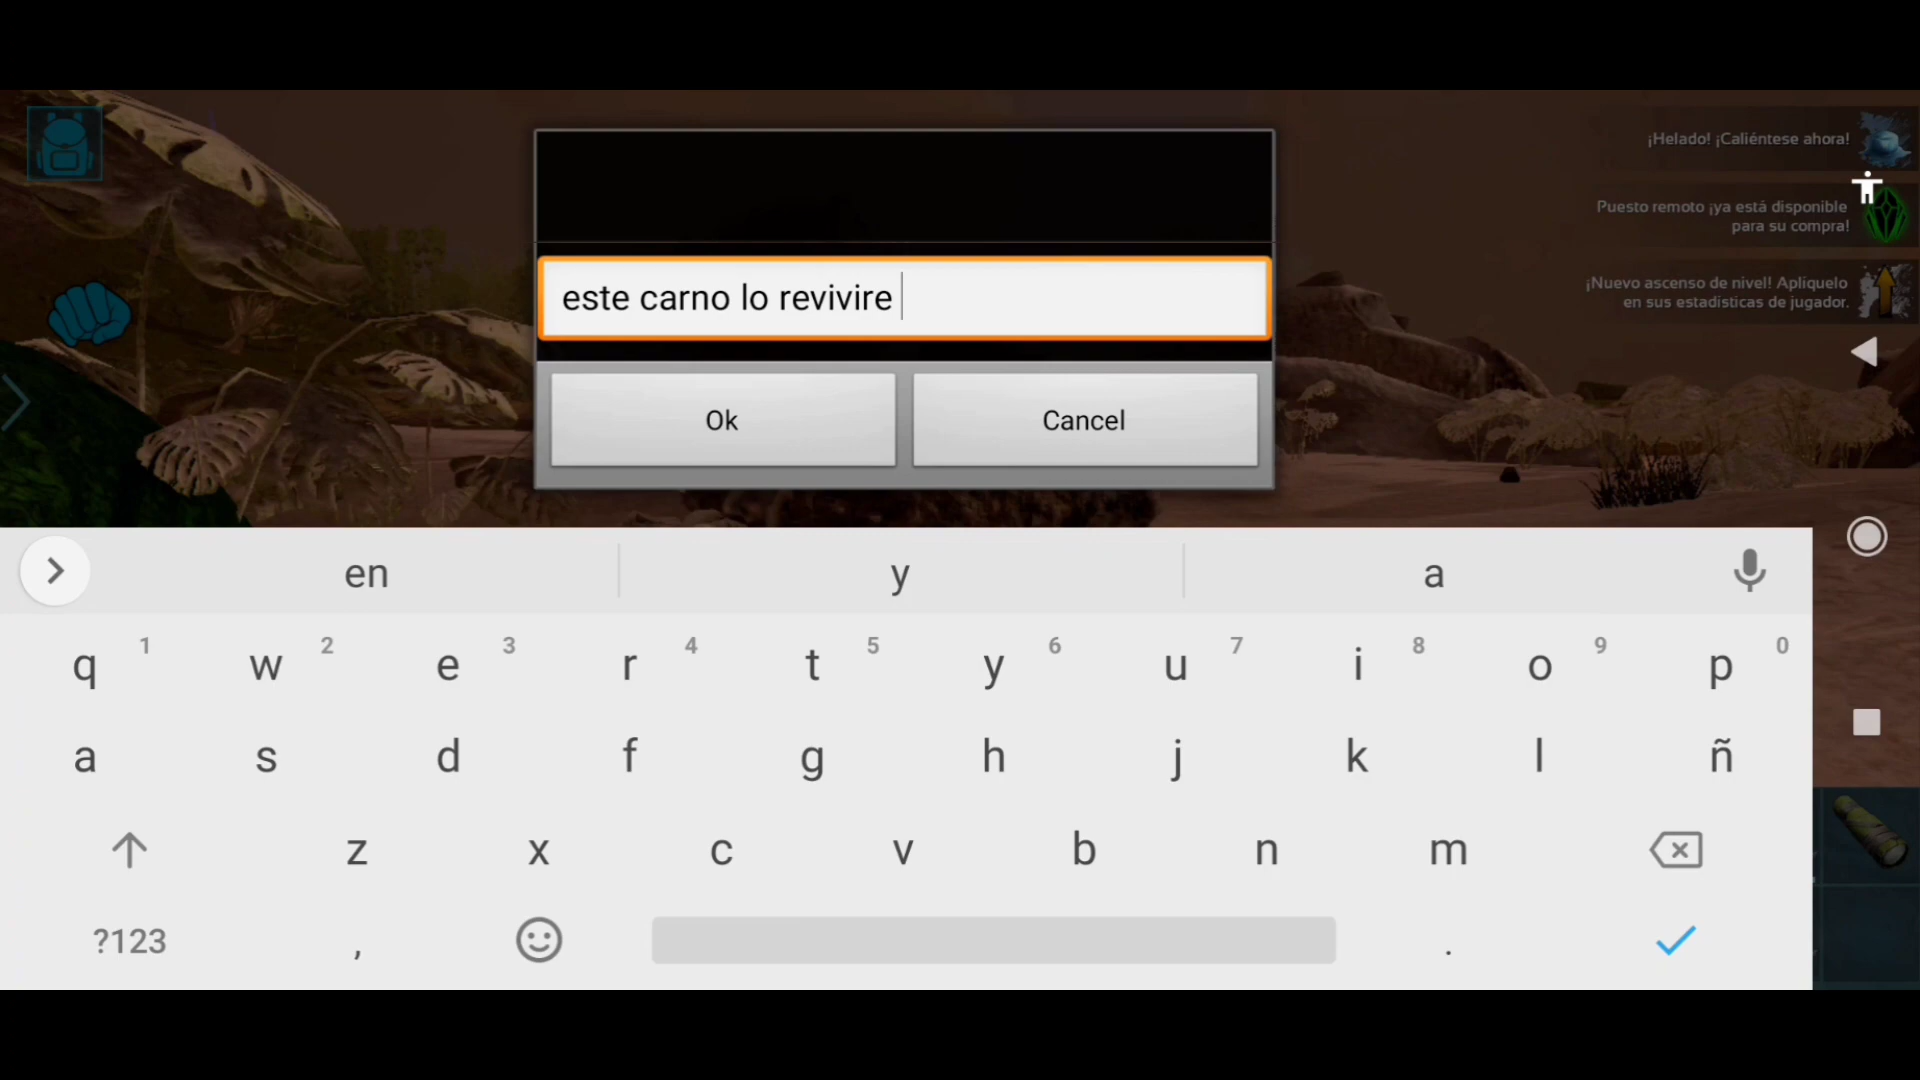 ¡Helado! ¡Caliéntese ahora!
Puesto remoto ¡ya está disponible
para su compra!
¡Nuevo ascenso de nivel! Aplíquelo
en sus estadísticas de jugador.
este carno lo revivire
Ok Cancel
en y a
q 1 w 2 e 3 r 4 t 5 y 6 u 7 i 8 o 9 p 0
a s d f g h j k l ñ
z x c v b n m
?123 , .